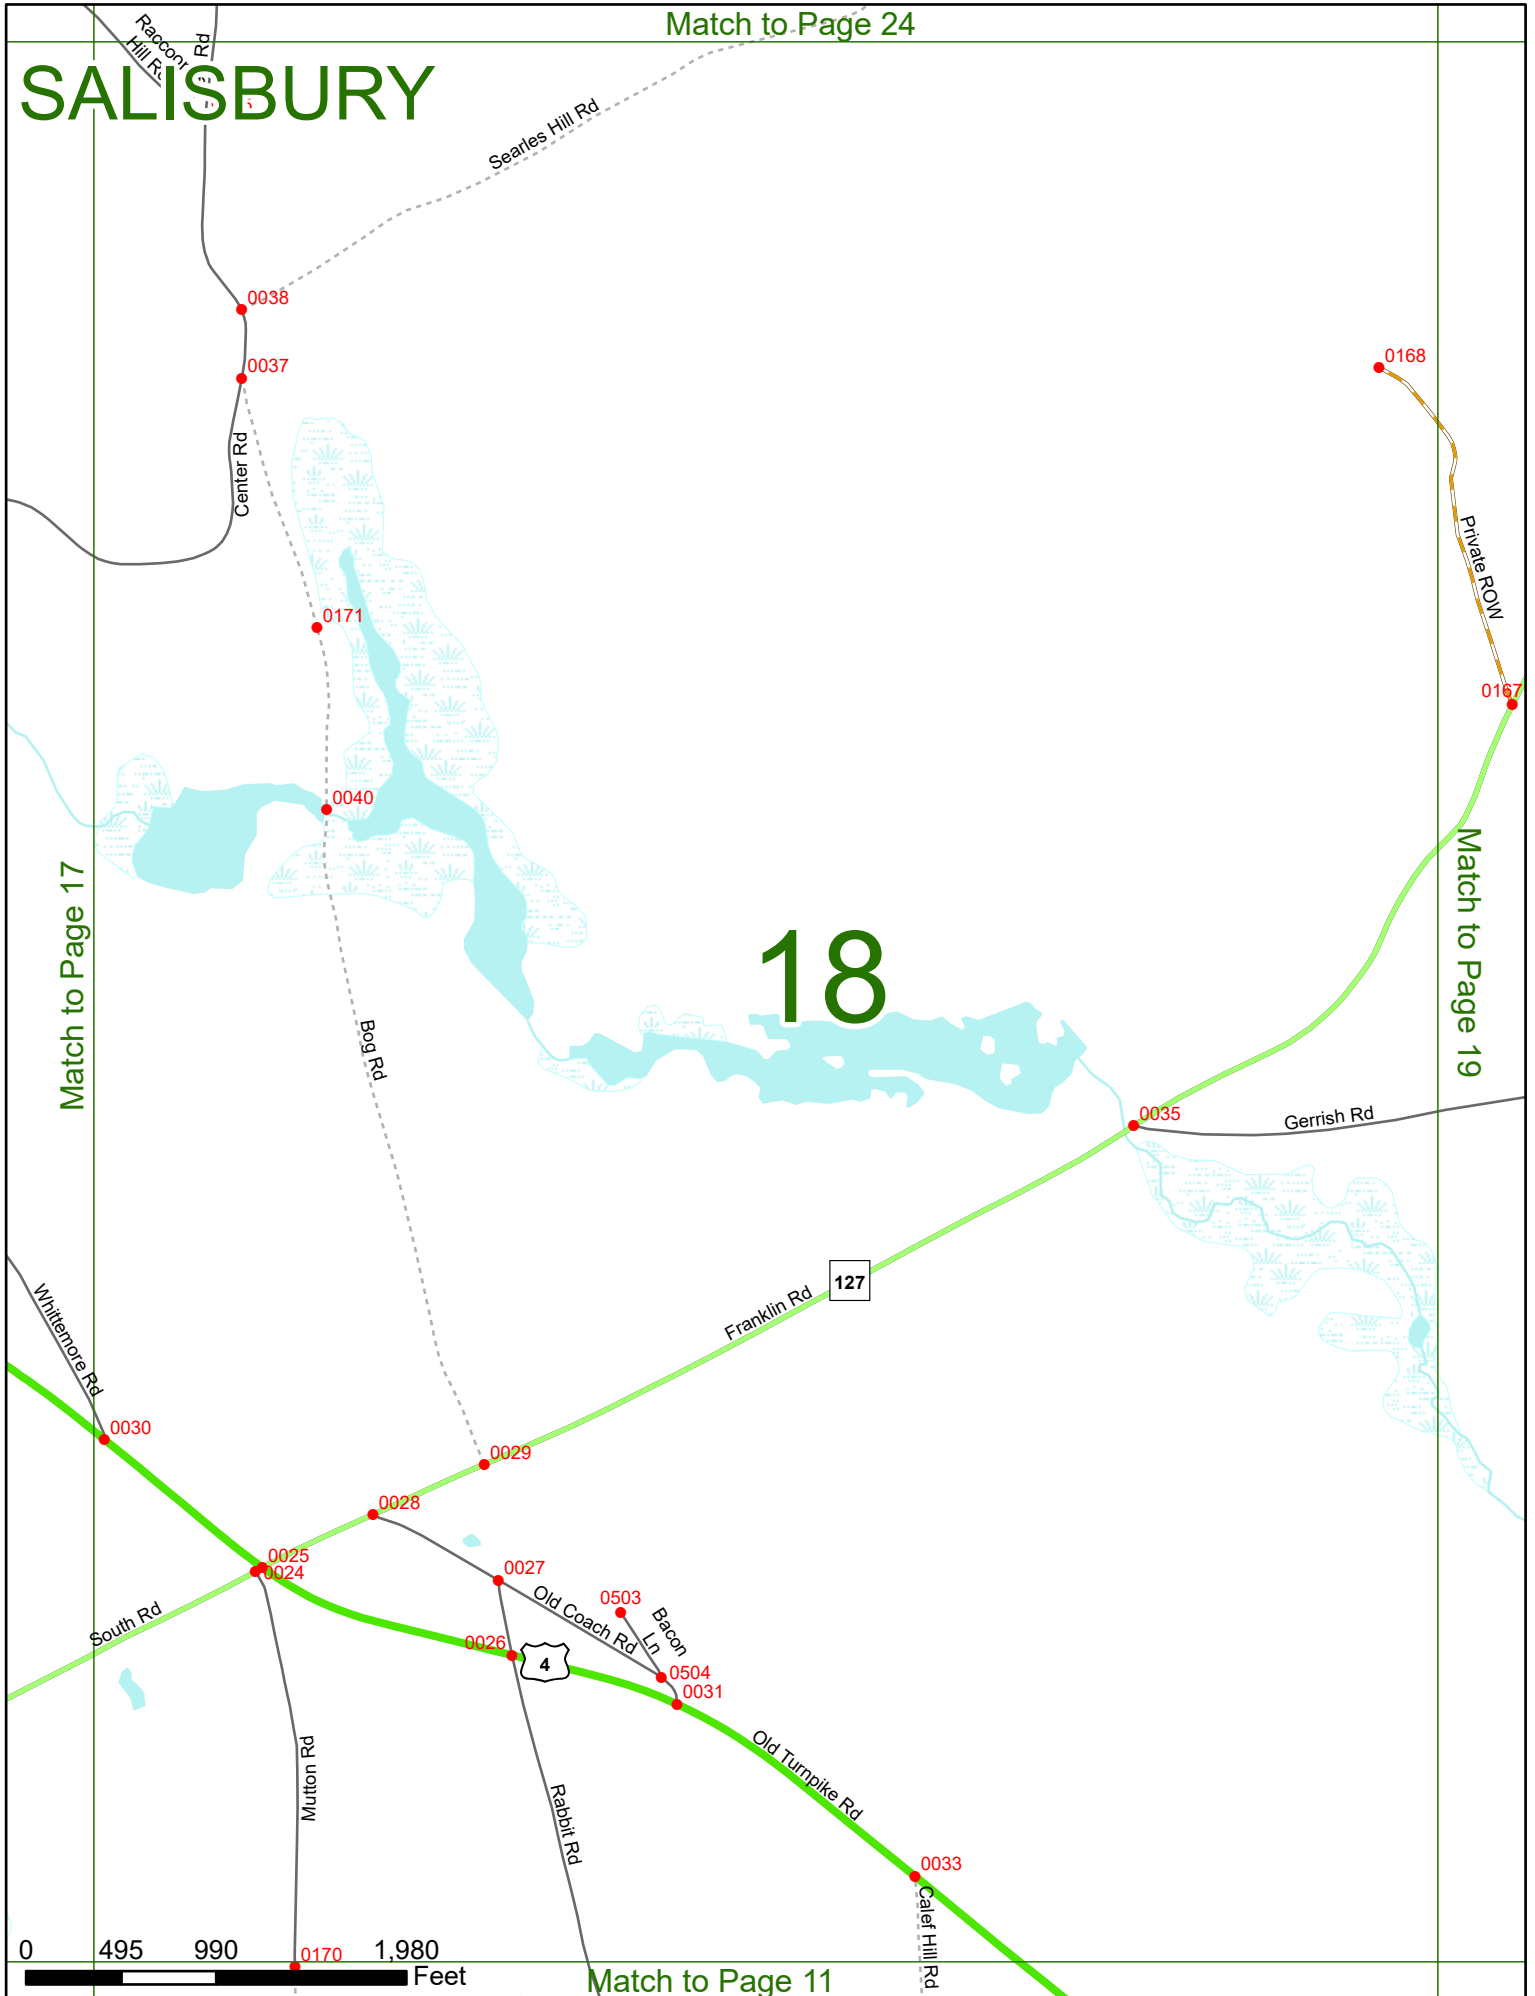 Match to Page 24
Raccoon
Hill Rd
Rd
SALISBURY
Searles Hill Rd
0038
0037
0168
Center Rd
Private ROW
0171
0167
0040
Match to Page 17
Match to Page 19
18
Bog Rd
0035
Gerrish Rd
127
Franklin Rd
Whittemore Rd
0030
0029
0028
0025
0024
0027
0503
Old Coach Rd
Bacon
Ln
South Rd
0026
4
0504
0031
Old Turnpike Rd
Mutton Rd
Rabbit Rd
0033
Calef Hill Rd
0 495 990 1,980
0170
Feet
Match to Page 11